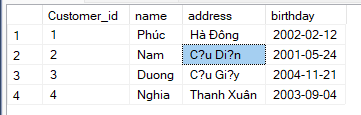 Customer_id name address birthday
1 1 Phúc Hà Đông 2002-02-12
2 2 Nam C?u Di?n 2001-05-24
3 3 Duong C?u Gi?y 2004-11-21
4 4 Nghia Thanh Xuân 2003-09-04